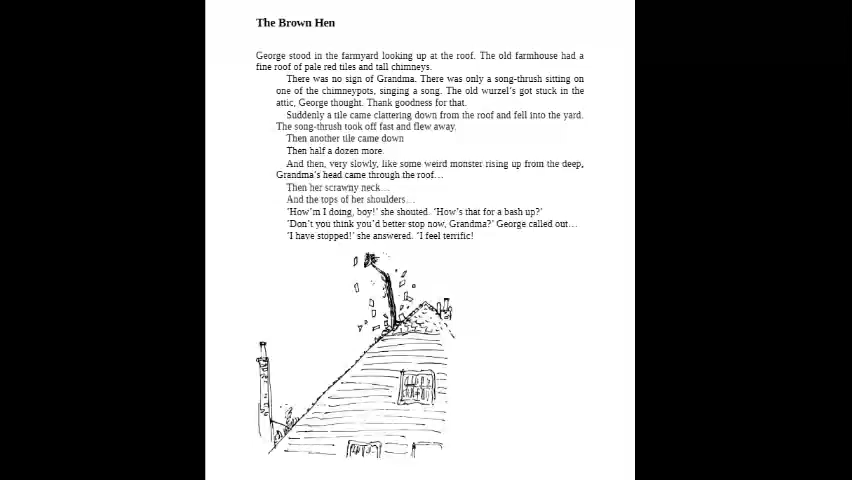 The Brown Hen
George stood in the farmyard looking up at the roof. The old farmhouse had a
fine roof of pale red tiles and tall chimneys.
There was no sign of Grandma. There was only a song-thrush sitting on
one of the chimneypots, singing a song. The old wurzel’s got stuck in the
attic, George thought. Thank goodness for that.
Suddenly a tile came clattering down from the roof and fell into the yard.
The song-thrush took off fast and flew away.
Then another tile came down
Then half a dozen more.
And then, very slowly, like some weird monster rising up from the deep,
Grandma’s head came through the roof…
Then her scrawny neck…
And the tops of her shoulders…
‘How’m I doing, boy!’ she shouted. ‘How’s that for a bash up?’
‘Don’t you think you’d better stop now, Grandma?’ George called out…
‘I have stopped!’ she answered. ‘I feel terrific!